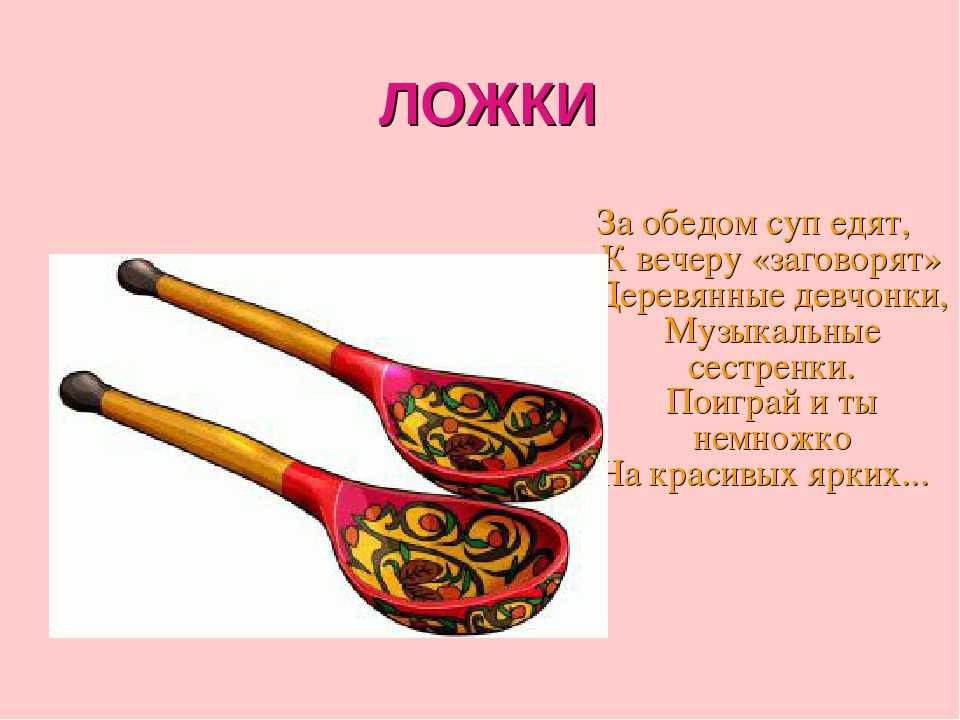 ЛОЖКИ
За обедом суп едят,
К вечеру «заговорят»
Деревянные девчонки,
Музыкальные
сестренки.
Поиграй и ты
немножко
На красивых ярких...